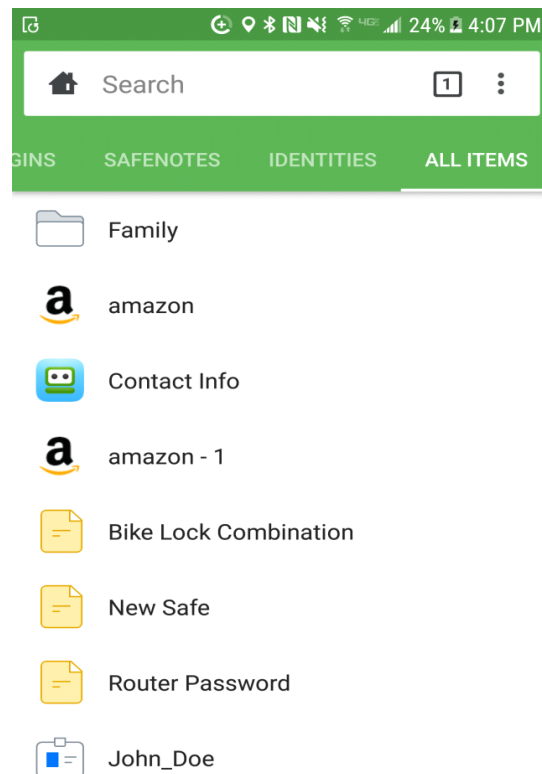 4GE 24% 4:07 PM
Search 1
GINS SAFENOTES IDENTITIES ALL ITEMS
Family
a amazon
Contact Info
a amazon - 1
Bike Lock Combination
New Safe
Router Password
John_Doe